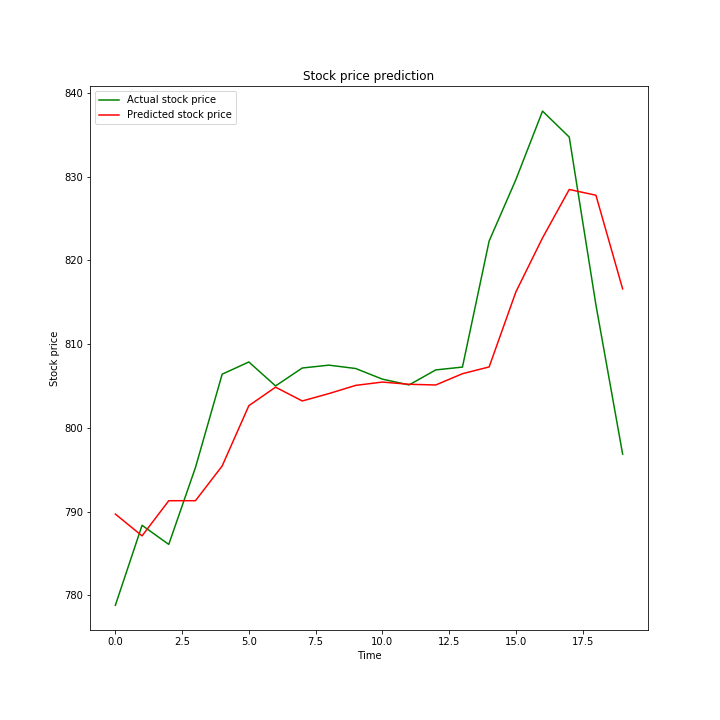 Stock price prediction
Actual stock price
Predicted stock price
840
830
820
810
800
790
780
Stock price
0.0 2.5 5.0 7.5 10.0 12.5 15.0 17.5
Time